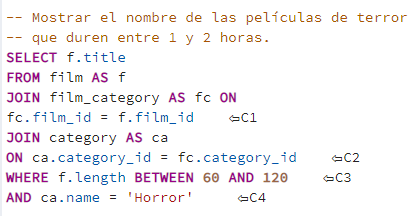 -- Mostrar el nombre de las películas de terror
-- que duren entre 1 y 2 horas.
SELECT f.title
FROM film AS f
JOIN film_category AS fc ON
fc.film_id = f.film_id ⇦C1
JOIN category AS ca
ON ca.category_id = fc.category_id ⇦C2
WHERE f.length BETWEEN 60 AND 120 ⇦C3
AND ca.name = 'Horror' ⇦C4